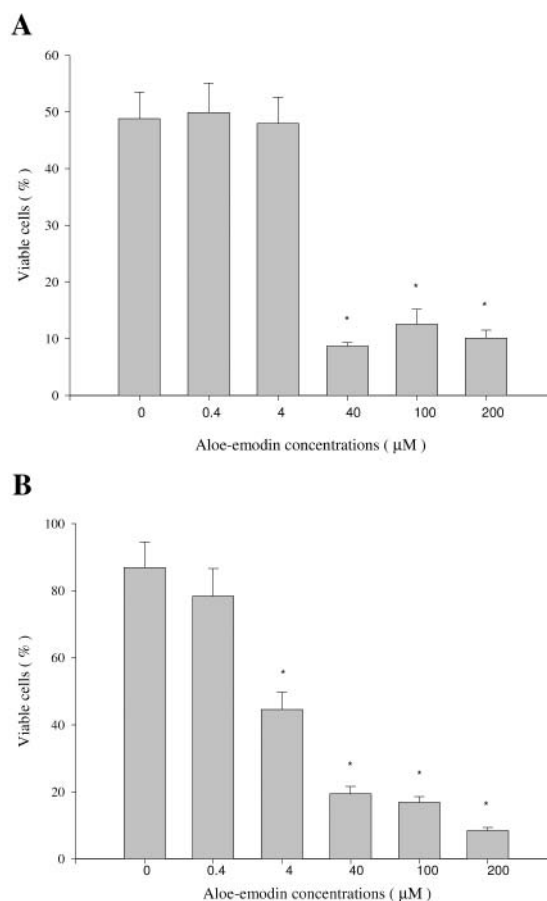 A
60
50
40
30
20
10
0
Viable cells ( % )
* * *
0 0.4 4 40 100 200
Aloe-emodin concentrations ( μM )
B
100
80
60
40
20
0
Viable cells ( % )
* * * *
0 0.4 4 40 100 200
Aloe-emodin concentrations ( μM )